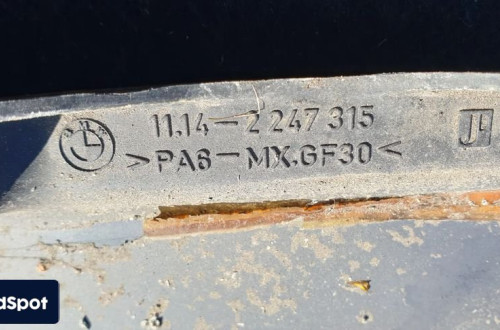 11.14-2 247 315
>PA6-MX.GF30<
dSpot